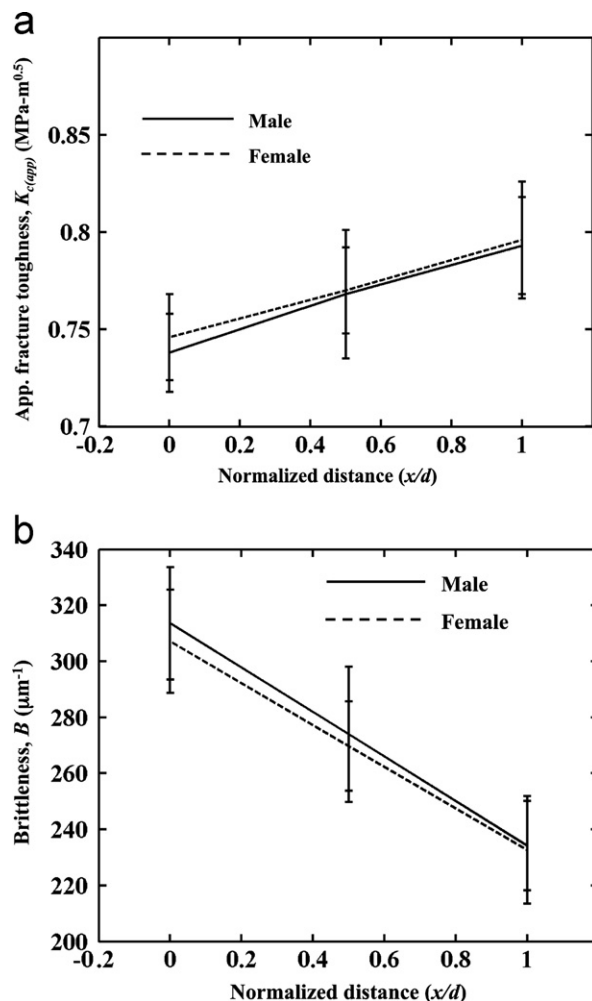 a
App. fracture toughness, Kc(app) (MPa-m0.5)
0.85
0.8
0.75
0.7
Male
Female
-0.2 0 0.2 0.4 0.6 0.8 1
Normalized distance (x/d)
b
Brittleness, B (μm-1)
340
320
300
280
260
240
220
200
Male
Female
-0.2 0 0.2 0.4 0.6 0.8 1
Normalized distance (x/d)